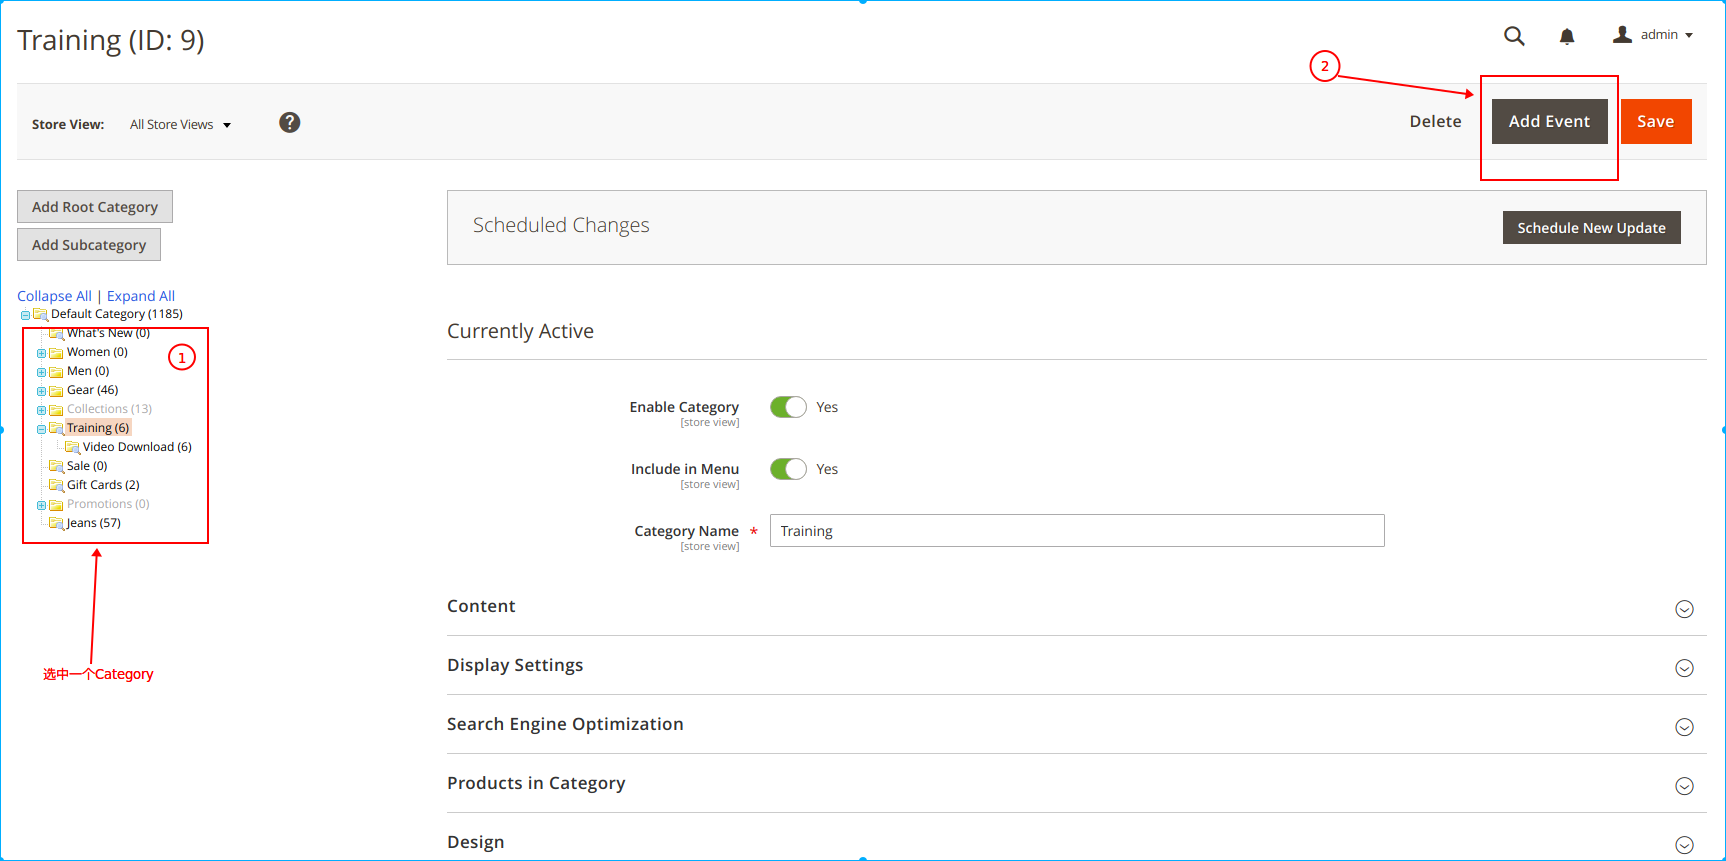 Training (ID: 9)
admin
2
Store View: All Store Views ?
Delete Add Event Save
Add Root Category
Add Subcategory
Scheduled Changes Schedule New Update
Collapse All | Expand All
Default Category (1185)
What's New (0)
Women (0)
1
Men (0)
Gear (46)
Collections (13)
Training (6)
Video Download (6)
Sale (0)
Gift Cards (2)
Promotions (0)
Jeans (57)
选中一个Category
Currently Active
Enable Category Yes
[store view]
Include in Menu Yes
[store view]
Category Name * Training
[store view]
Content
Display Settings
Search Engine Optimization
Products in Category
Design